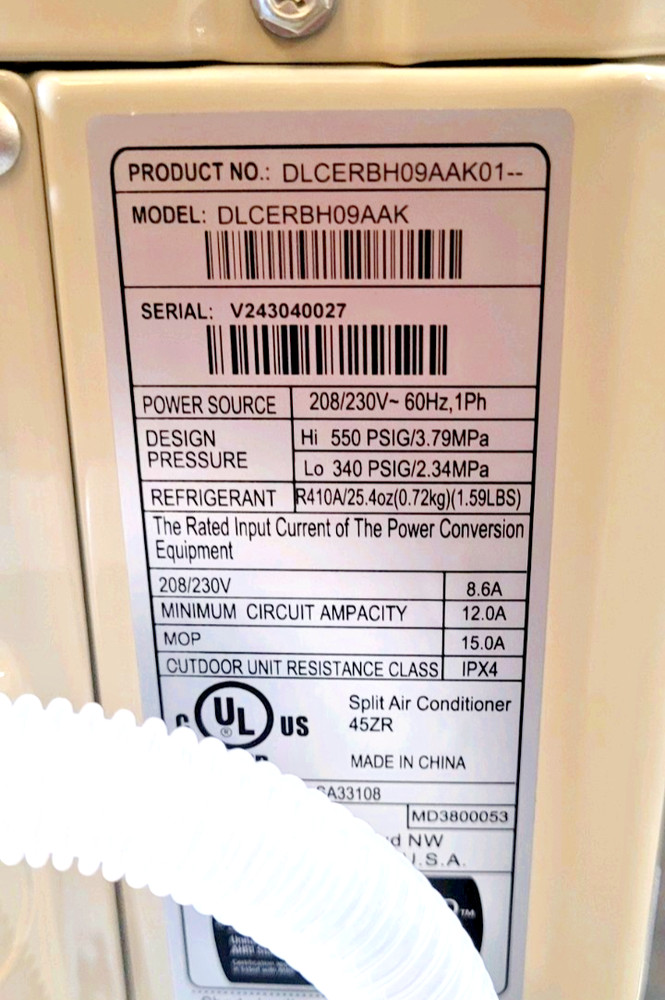 PRODUCT NO.: DLCERBH09AAK01--
MODEL: DLCERBH09AAK
SERIAL: V243040027
POWER SOURCE 208/230V~ 60Hz,1Ph
DESIGN PRESSURE Hi 550 PSIG/3.79MPa
Lo 340 PSIG/2.34MPa
REFRIGERANT R410A/25.4oz(0.72kg)(1.59LBS)
The Rated Input Current of The Power Conversion
Equipment
208/230V 8.6A
MINIMUM CIRCUIT AMPACITY 12.0A
MOP 15.0A
OUTDOOR UNIT RESISTANCE CLASS IPX4
C UL ® US
Split Air Conditioner
45ZR
MADE IN CHINA
SA33108
MD3800053
d NW
U.S.A.
TM